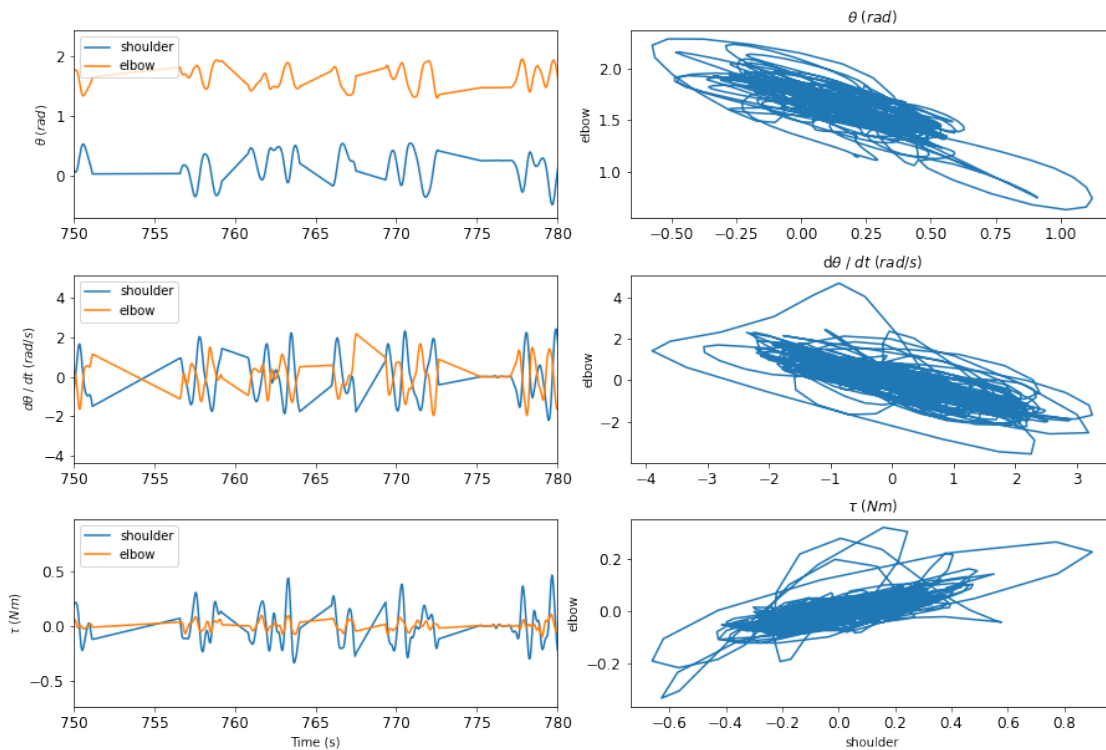 shoulder
elbow
2
1
0
θ (rad)
750 755 760 765 770 775 780
θ (rad)
2.0
1.5
1.0
elbow
−0.50 −0.25 0.00 0.25 0.50 0.75 1.00
shoulder
elbow
4
2
0
−2
−4
dθ / dt (rad/s)
750 755 760 765 770 775 780
dθ / dt (rad/s)
4
2
0
−2
elbow
−4 −3 −2 −1 0 1 2 3
shoulder
elbow
0.5
0.0
−0.5
τ (Nm)
750 755 760 765 770 775 780
Time (s)
τ (Nm)
0.2
0.0
−0.2
elbow
−0.6 −0.4 −0.2 0.0 0.2 0.4 0.6 0.8
shoulder